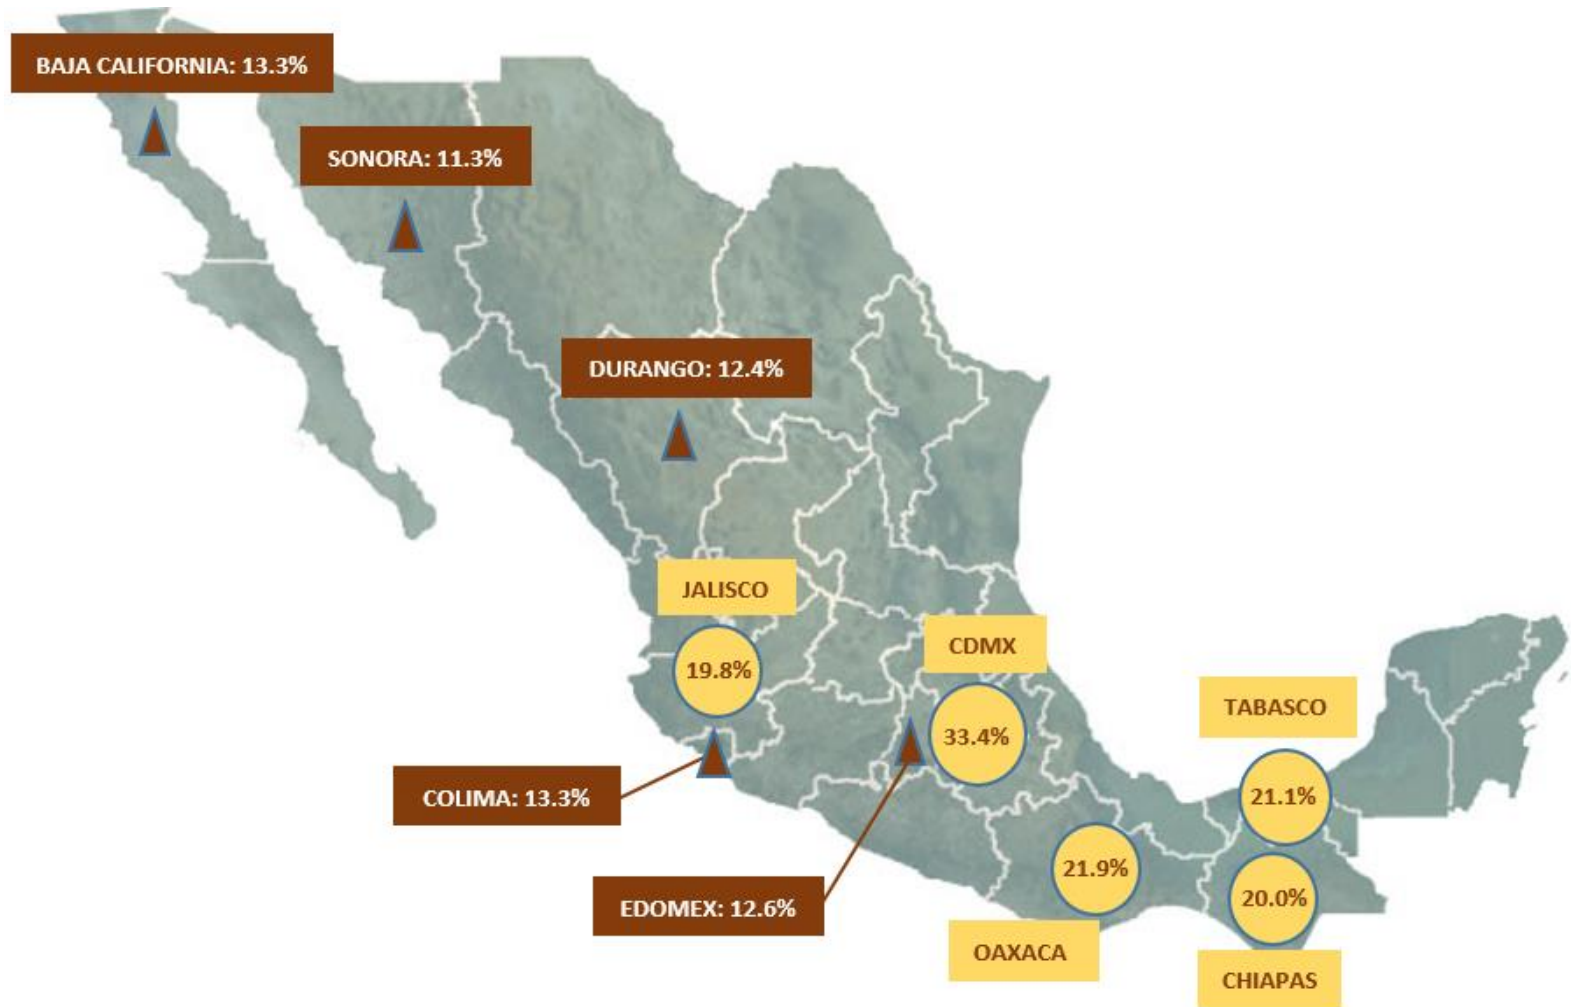 BAJA CALIFORNIA: 13.3%
SONORA: 11.3%
DURANGO: 12.4%
JALISCO
19.8%
CDMX
33.4%
COLIMA: 13.3%
EDOMEX: 12.6%
TABASCO
21.1%
21.9%
OAXACA
20.0%
CHIAPAS